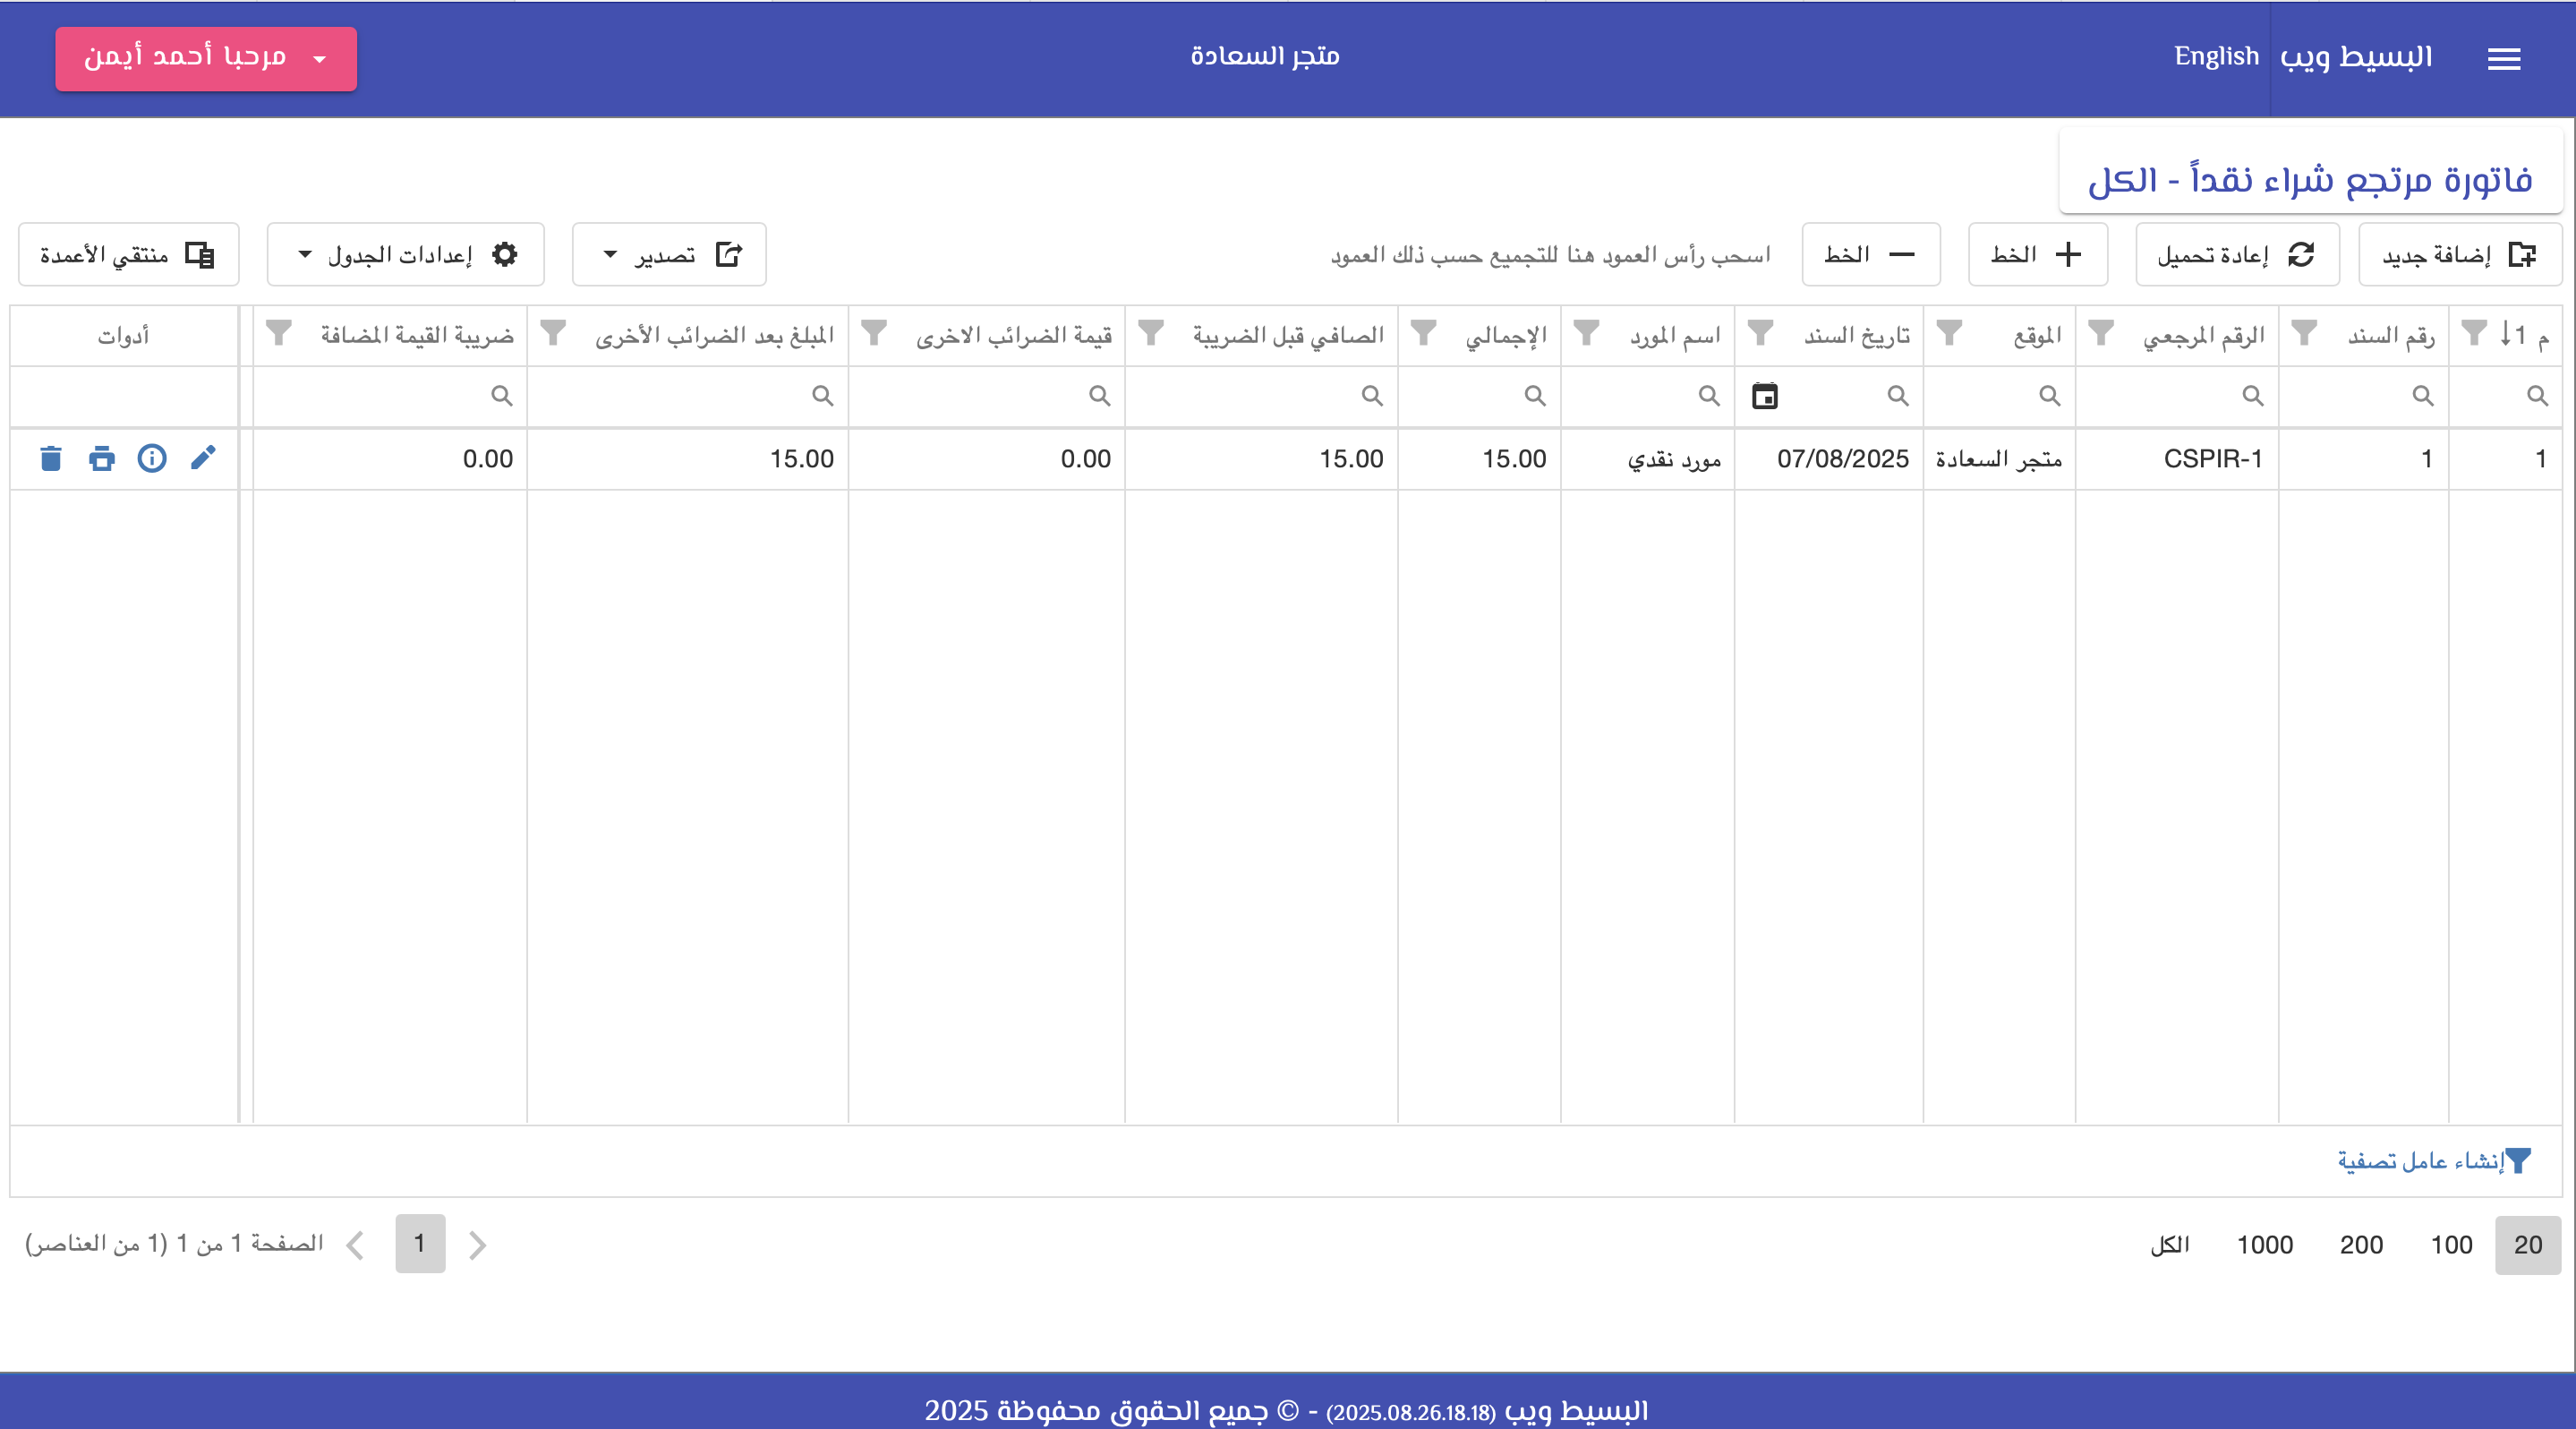 البسيط ويب English متجر السعادة مرحبا أحمد أيمن
فاتورة مرتجع شراء نقداً - الكل
إضافة جديد إعادة تحميل الخط الخط اسحب رأس العمود هنا للتجميع حسب ذلك العمود تصدير إعدادات الجدول منتقي الأعمدة
م 1 رقم السند الرقم المرجعي الموقع تاريخ السند اسم المورد الإجمالي الصافي قبل الضريبة قيمة الضرائب الاخرى المبلغ بعد الضرائب الأخرى ضريبة القيمة المضافة أدوات
1 1 CSPIR-1 متجر السعادة 07/08/2025 مورد نقدي 15.00 15.00 0.00 15.00 0.00
إنشاء عامل تصفية
20 100 200 1000 الكل 1 الصفحة 1 من 1 (1 من العناصر)
البسيط ويب (2025.08.26.18.18) - © جميع الحقوق محفوظة 2025